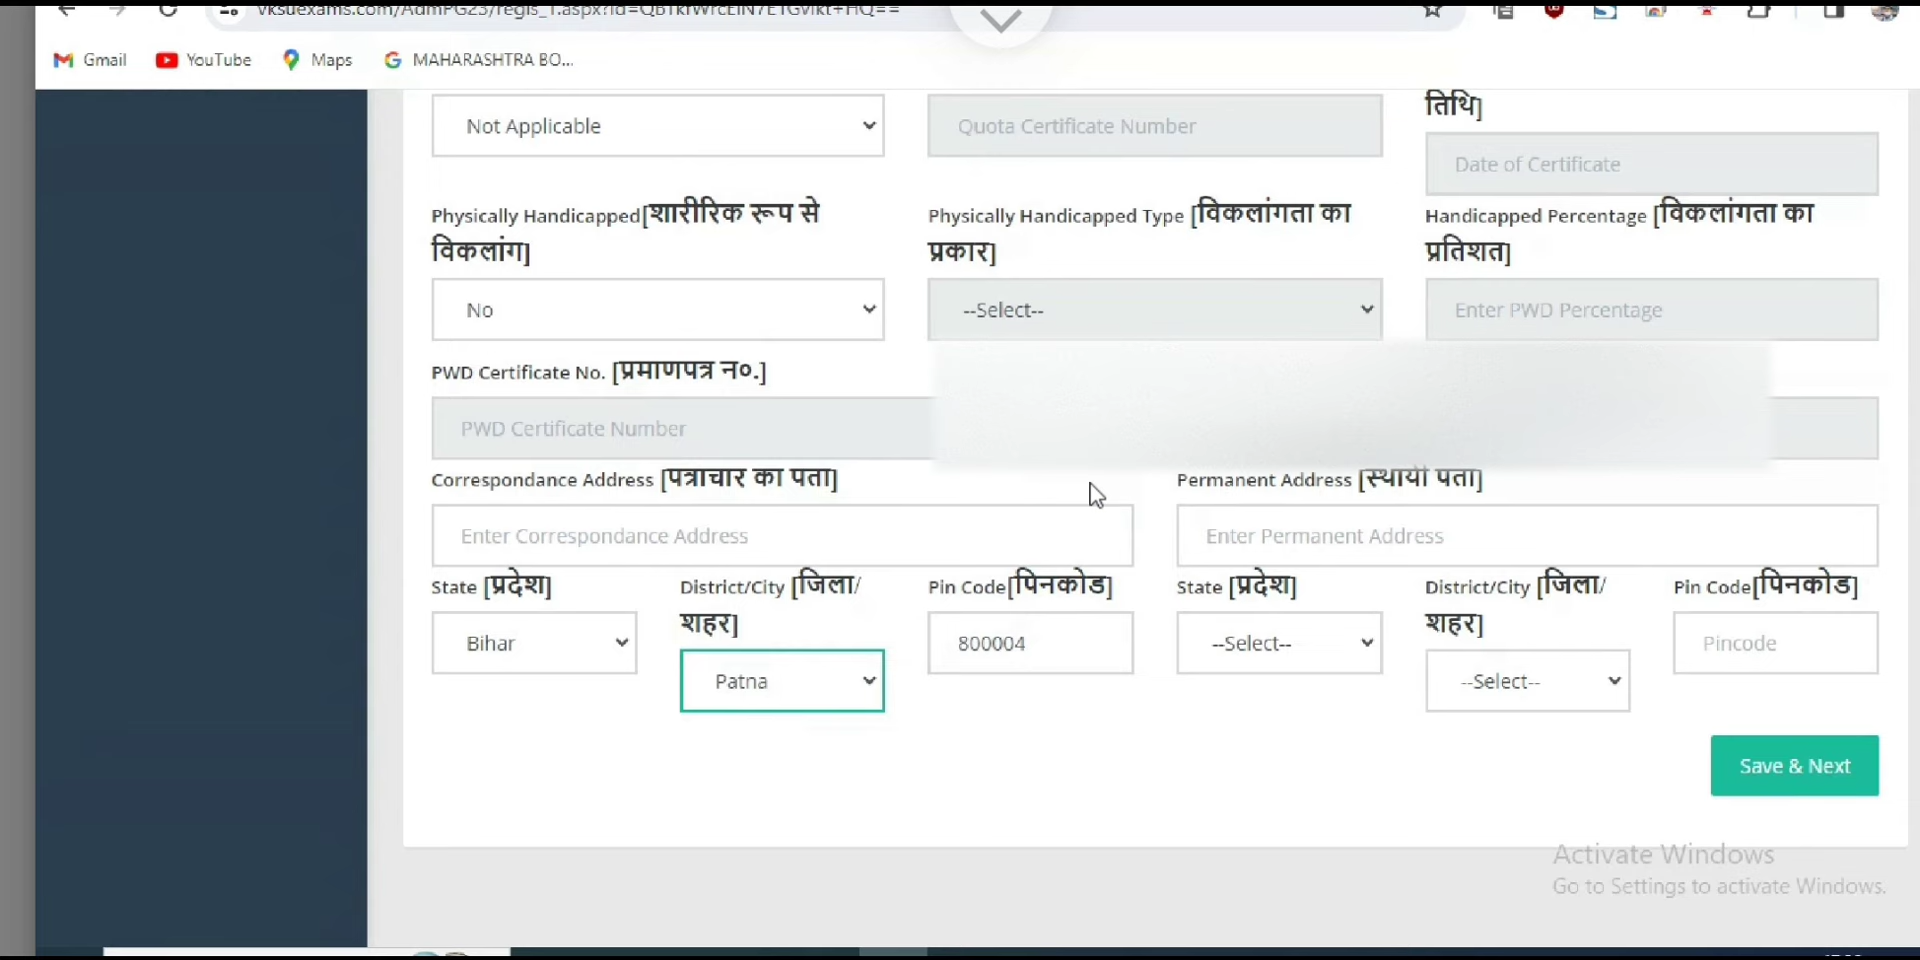 Gmail YouTube Maps MAHARASHTRA BO...
तिथि]
Not Applicable Quota Certificate Number
Date of Certificate
Physically Handicapped[शारीरिक रूप से Physically Handicapped Type [विकलांगता का Handicapped Percentage [विकलांगता का
विकलांग] प्रकार] प्रतिशत]
No --Select-- Enter PWD Percentage
PWD Certificate No. [प्रमाणपत्र न०.]
PWD Certificate Number
Correspondance Address [पत्राचार का पता] Permanent Address [स्थायी पता]
Enter Correspondance Address Enter Permanent Address
State [प्रदेश] District/City [जिला/ Pin Code[पिनकोड] State [प्रदेश] District/City [जिला/ Pin Code[पिनकोड]
शहर] शहर]
Bihar 800004 --Select-- Pincode
Patna --Select--
Save & Next
Activate Windows
Go to Settings to activate Windows.